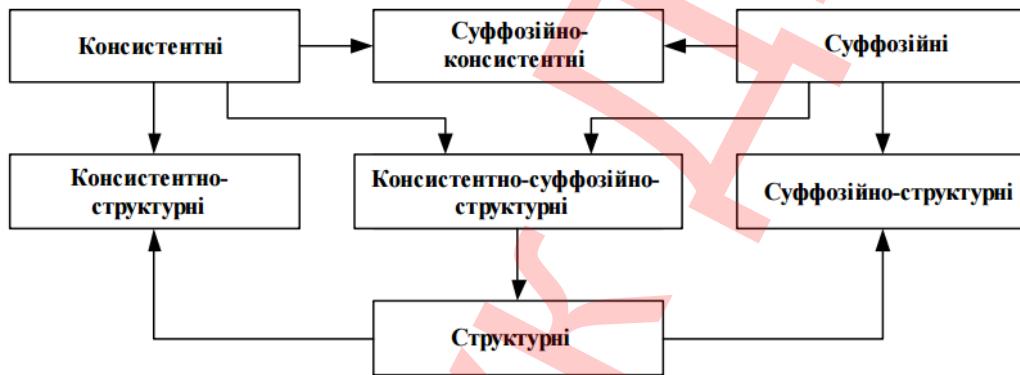 Консистентні
Суффозійно-
консистентні
Суффозійні
Консистентно-
структурні
Консистентно-суффозійно-
структурні
Суффозійно-структурні
Структурні